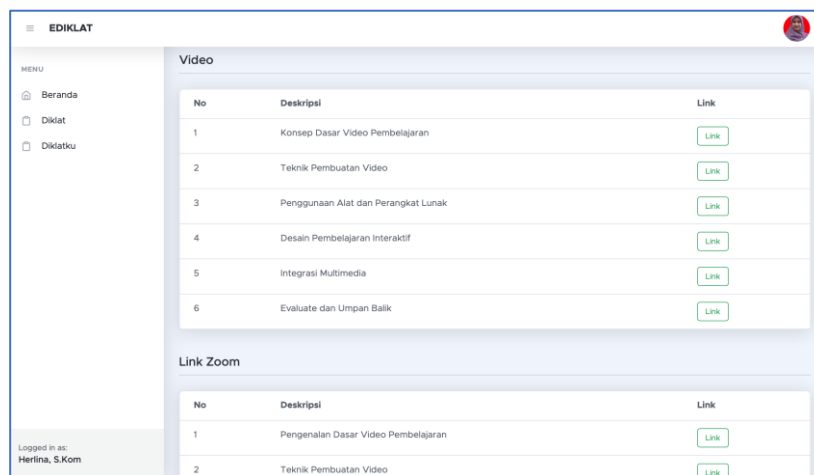 EDIKLAT
MENU
Beranda
Diklat
Diklatku
Logged in as:
Herlina, S.Kom
Video
No Deskripsi Link
1 Konsep Dasar Video Pembelajaran Link
2 Teknik Pembuatan Video Link
3 Penggunaan Alat dan Perangkat Lunak Link
4 Desain Pembelajaran Interaktif Link
5 Integrasi Multimedia Link
6 Evaluate dan Umpan Balik Link
Link Zoom
No Deskripsi Link
1 Pengenalan Dasar Video Pembelajaran Link
2 Teknik Pembuatan Video Link